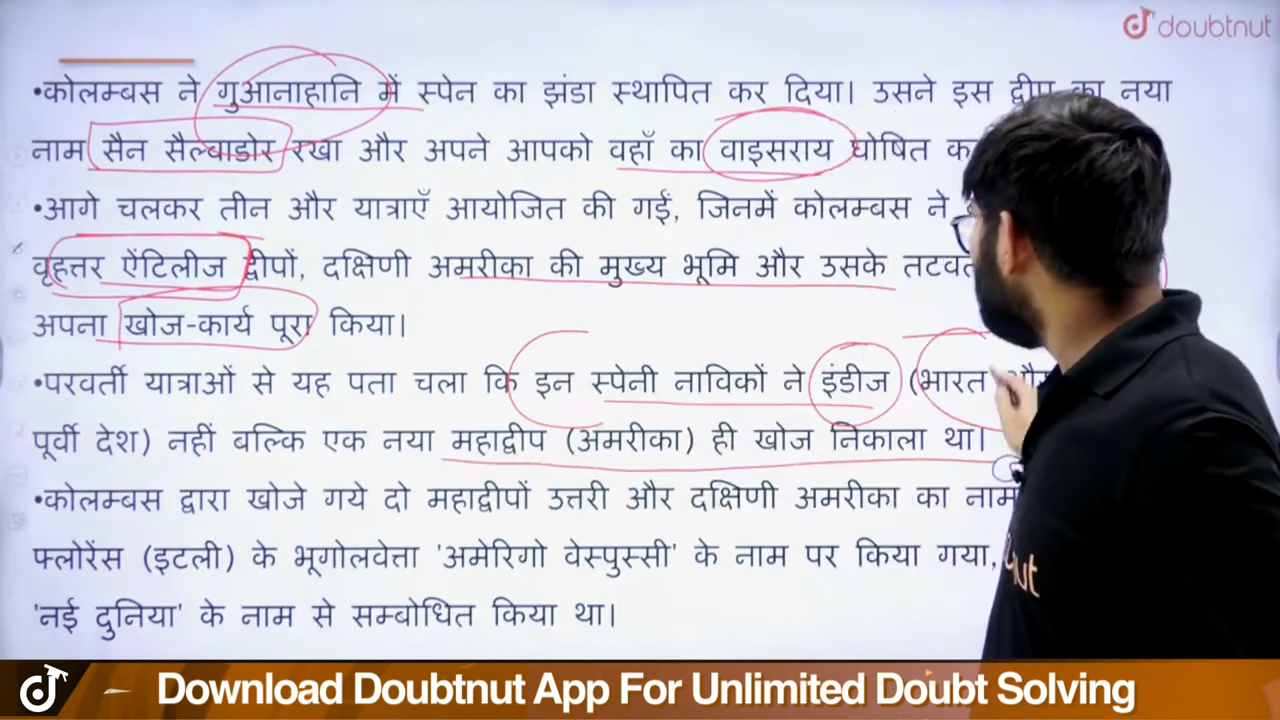 doubtnut
•कोलम्बस ने गुआनाहानि में स्पेन का झंडा स्थापित कर दिया। उसने इस द्वीप का नया
नाम सैन सैल्वाडोर रखा और अपने आपको वहाँ का वाइसराय घोषित
•आगे चलकर तीन और यात्राएँ आयोजित की गईं, जिनमें कोलम्बस ने
वृहत्तर ऐंटिलीज द्वीपों, दक्षिणी अमरीका की मुख्य भूमि और उसके
अपना खोज-कार्य पूरा किया।
•परवर्ती यात्राओं से यह पता चला कि इन स्पेनी नाविकों ने इंडीज (भारत और
पूर्वी देश) नहीं बल्कि एक नया महाद्वीप (अमरीका) ही खोज निकाला था।
•कोलम्बस द्वारा खोजे गये दो महाद्वीपों उत्तरी और दक्षिणी अमरीका का नाम
फ्लोरेंस (इटली) के भूगोलवेत्ता 'अमेरिगो वेस्पुस्सी' के नाम पर किया गया,
'नई दुनिया' के नाम से सम्बोधित किया था।
Download Doubtnut App For Unlimited Doubt Solving